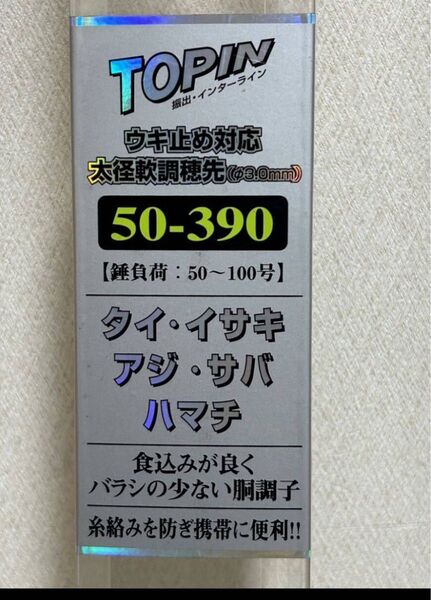 TOPIN
振出・インターライン
ウキ止め対応
太径軟調穂先(φ3.0mm)
50-390
【錘負荷：50〜100号】
タイ・イサキ
アジ・サバ
ハマチ
食込みが良く
バラシの少ない胴調子
糸絡みを防ぎ携帯に便利!!